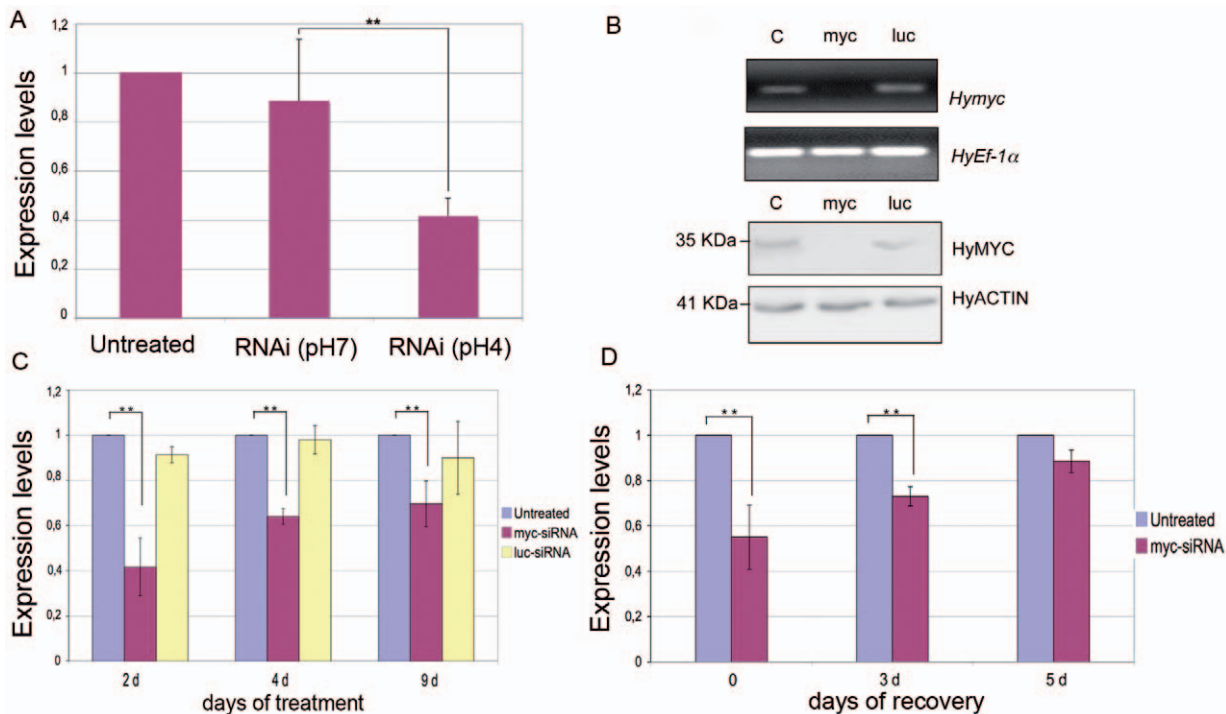 A
Expression levels
1,2
1
0,8
0,6
0,4
0,2
0
**
Untreated
RNAi (pH7)
RNAi (pH4)
B
C myc luc
Hymyc
HyEf-1α
C myc luc
35 KDa
HyMYC
41 KDa
HyACTIN
C
Expression levels
1,2
1
0,8
0,6
0,4
0,2
0
** ** **
2 d 4 d 9 d
days of treatment
Untreated
myc-siRNA
luc-siRNA
D
Expression levels
1,2
1
0,8
0,6
0,4
0,2
0
** **
0 3 d 5 d
days of recovery
Untreated
myc-siRNA